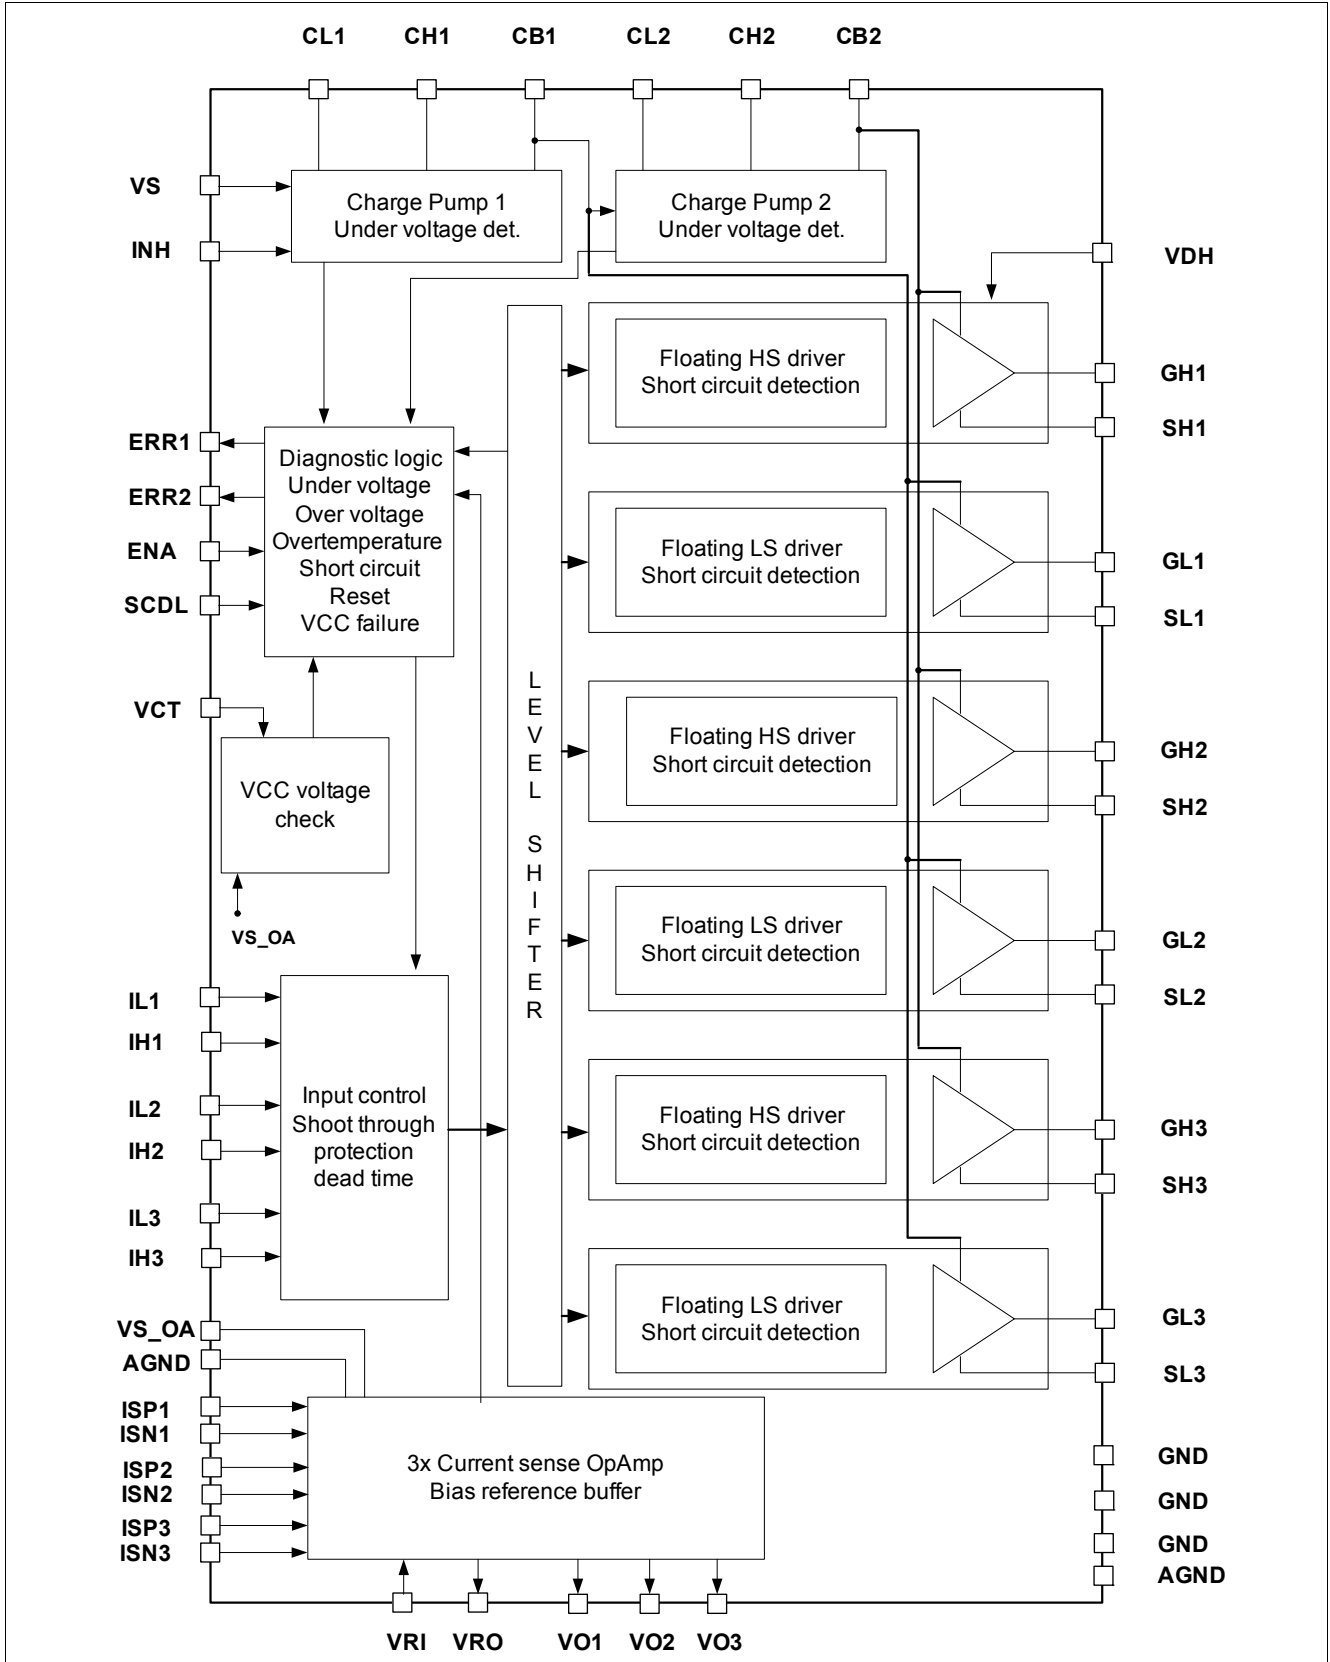 CL1 CH1 CB1 CL2 CH2 CB2
VS
INH
Charge Pump 1
Under voltage det.
Charge Pump 2
Under voltage det.
VDH
Floating HS driver
Short circuit detection
GH1
SH1
ERR1
ERR2
ENA
SCDL
Diagnostic logic
Under voltage
Over voltage
Overtemperature
Short circuit
Reset
VCC failure
Floating LS driver
Short circuit detection
GL1
SL1
VCT
VCC voltage
check
VS_OA
LEVEL SHIFTER
Floating HS driver
Short circuit detection
GH2
SH2
Floating LS driver
Short circuit detection
GL2
SL2
IL1
IH1
IL2
IH2
IL3
IH3
Input control
Shoot through
protection
dead time
Floating HS driver
Short circuit detection
GH3
SH3
Floating LS driver
Short circuit detection
GL3
SL3
VS_OA
AGND
ISP1
ISN1
ISP2
ISN2
ISP3
ISN3
3x Current sense OpAmp
Bias reference buffer
GND
GND
GND
AGND
VRI VRO VO1 VO2 VO3